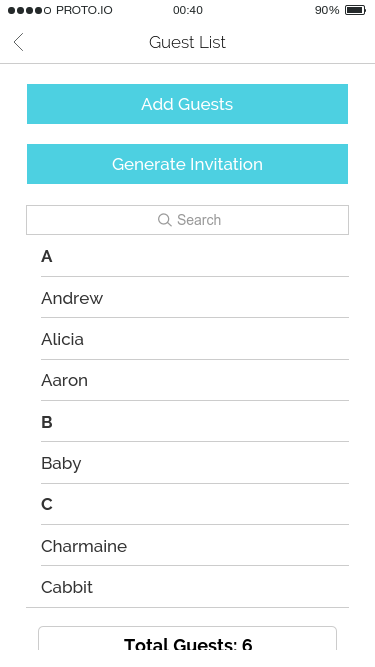 PROTO.IO 00:40 90%
Guest List
Add Guests
Generate Invitation
Search
A
Andrew
Alicia
Aaron
B
Baby
C
Charmaine
Cabbit
Total Guests: 6